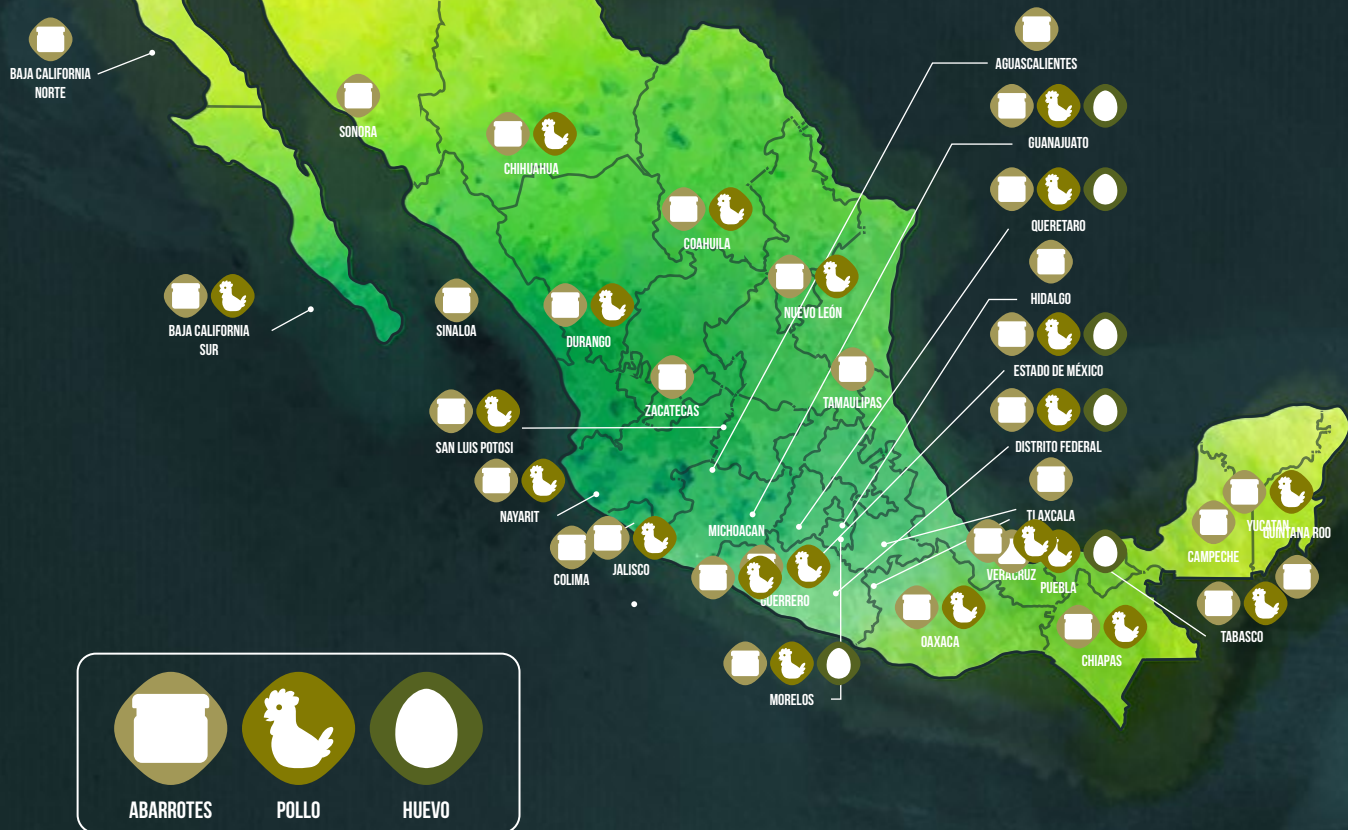 BAJA CALIFORNIA
NORTE
SONORA
CHIHUAHUA
COAHUILA
NUEVO LEÓN
BAJA CALIFORNIA
SUR
SINALOA
DURANGO
ZACATECAS
TAMAULIPAS
SAN LUIS POTOSI
NAYARIT
COLIMA
JALISCO
MICHOACAN
GUERRERO
AGUASCALIENTES
GUANAJUATO
QUERETARO
HIDALGO
ESTADO DE MÉXICO
DISTRITO FEDERAL
TLAXCALA
VERACRUZ
PUEBLA
OAXACA
CHIAPAS
MORELOS
YUCATAN
QUINTANA ROO
CAMPECHE
TABASCO
ABARROTES
POLLO
HUEVO